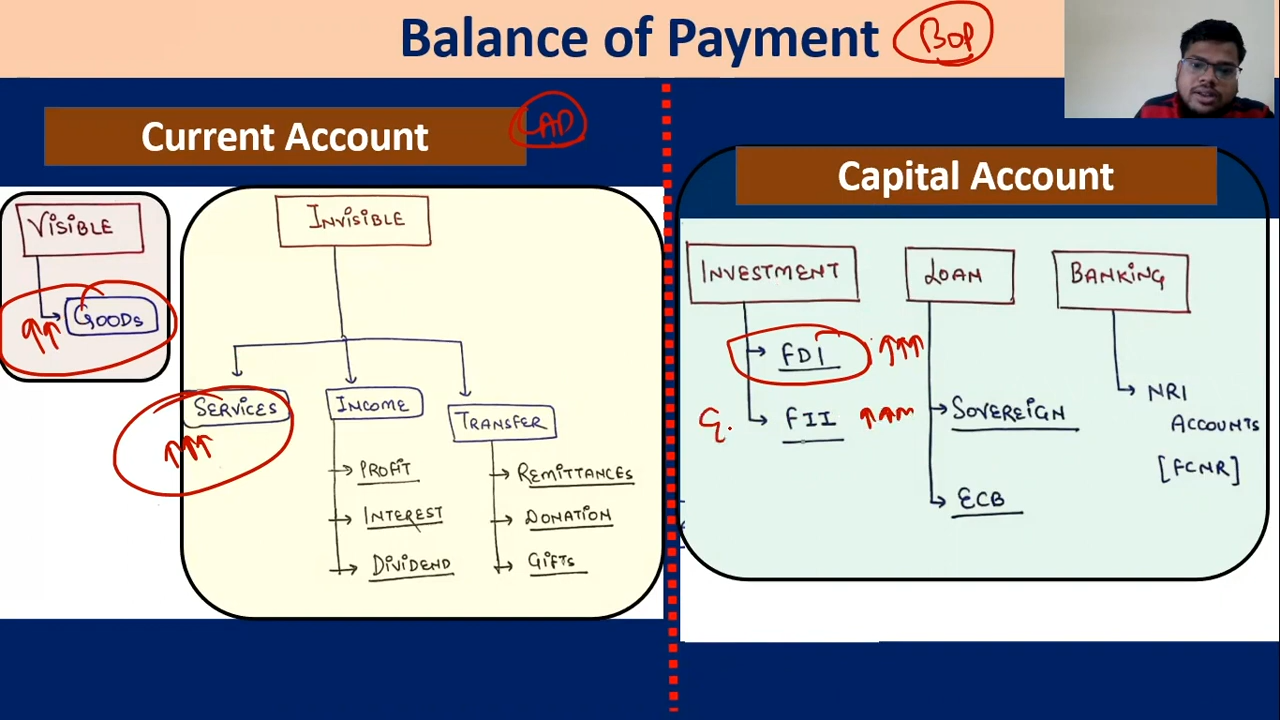 Balance of Payment BOP
Current Account CAD
VISIBLE
GOODS
INVISIBLE
SERVICES
INCOME
PROFIT
INTEREST
DIVIDEND
TRANSFER
REMITTANCES
DONATION
GIFTS
Capital Account
INVESTMENT
FDI ↑↑↑
FII
LOAN
SOVEREIGN
ECB
BANKING
NRI
ACCOUNTS
[FCNR]